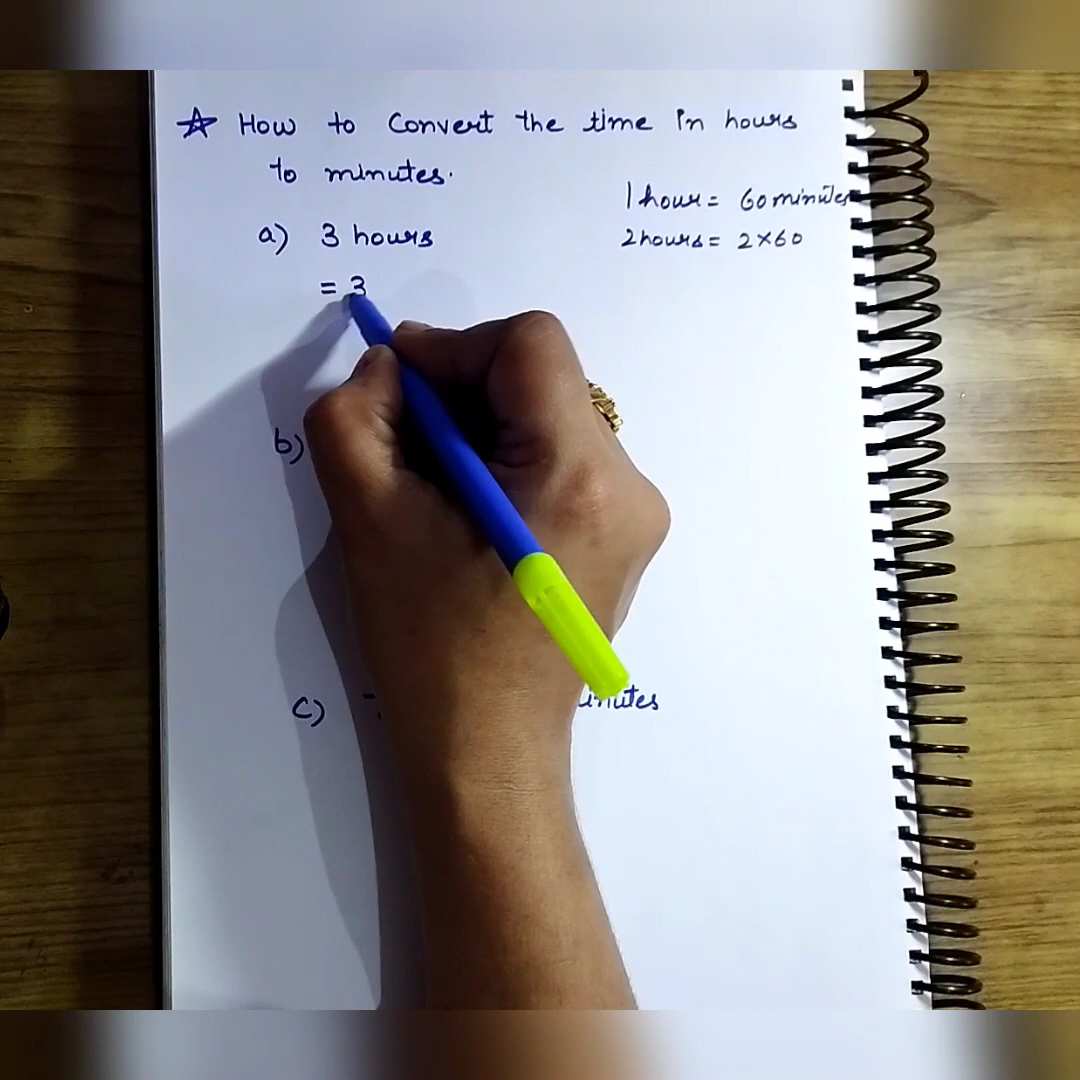 ☆ How to Convert the time in hours
to minutes.
1 hour = 60 minutes
2 hours = 2×60
a) 3 hours
= 3
b)
c)